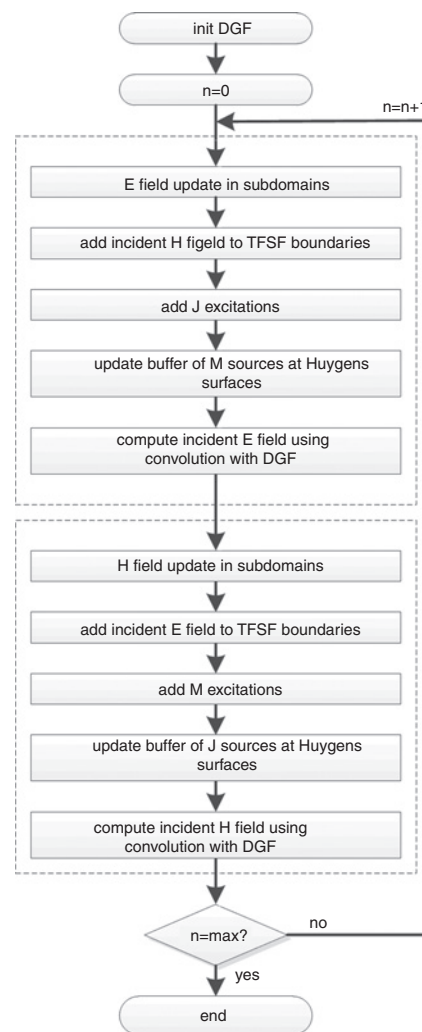 init DGF
n=0
n=n+1
E field update in subdomains
add incident H figeld to TFSF boundaries
add J excitations
update buffer of M sources at Huygens
surfaces
compute incident E field using
convolution with DGF
H field update in subdomains
add incident E field to TFSF boundaries
add M excitations
update buffer of J sources at Huygens
surfaces
compute incident H field using
convolution with DGF
n=max?
no
yes
end